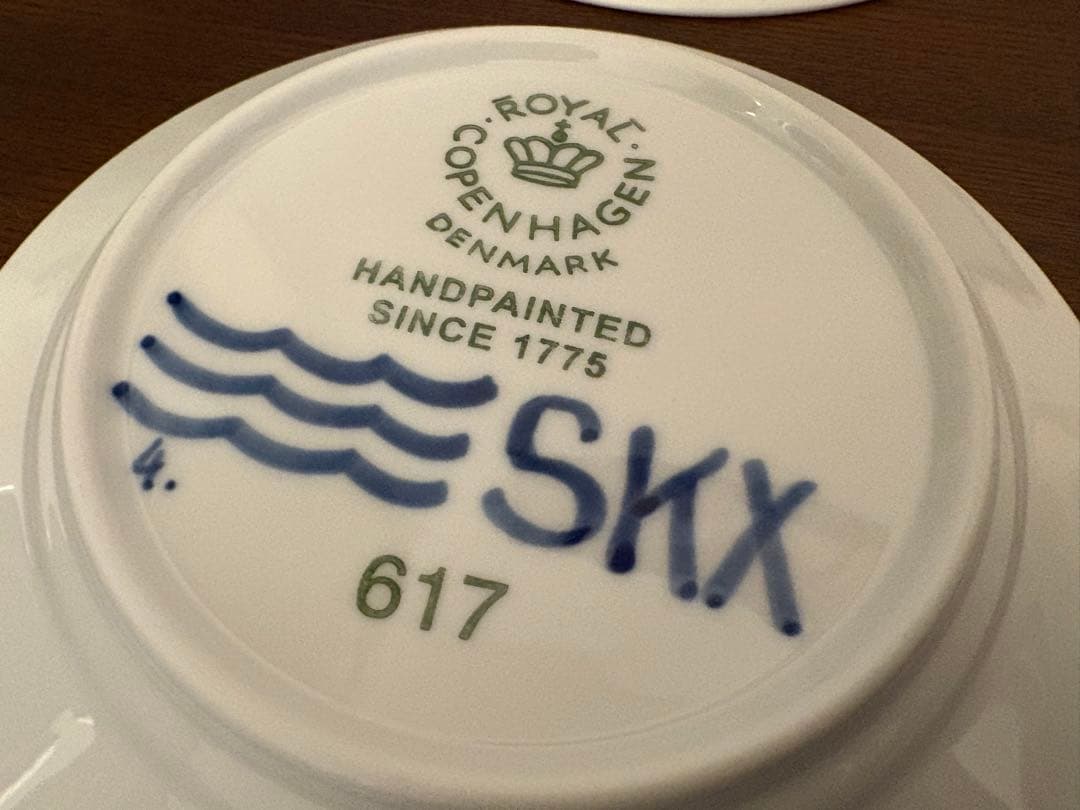 ROYAL
COPENHAGEN
DENMARK
HANDPAINTED
SINCE 1775
SKX
4.
617